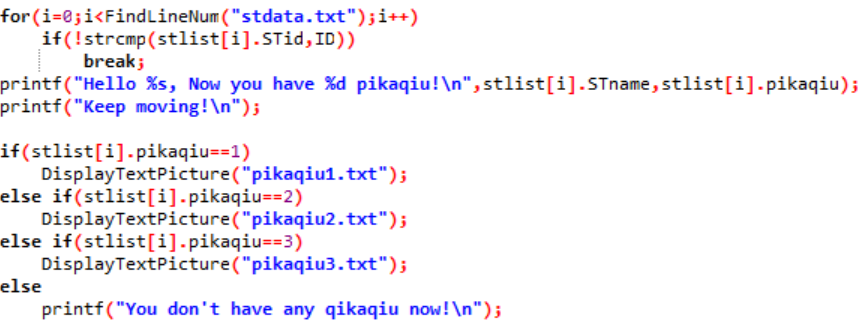 for(i=0;i<FindLineNum("stdata.txt");i++)
if(!strcmp(stlist[i].STid,ID))
break;
printf("Hello %s, Now you have %d pikaqiu!\n",stlist[i].STname,stlist[i].pikaqiu);
printf("Keep moving!\n");
if(stlist[i].pikaqiu==1)
DisplayTextPicture("pikaqiu1.txt");
else if(stlist[i].pikaqiu==2)
DisplayTextPicture("pikaqiu2.txt");
else if(stlist[i].pikaqiu==3)
DisplayTextPicture("pikaqiu3.txt");
else
printf("You don't have any qikaqiu now!\n");